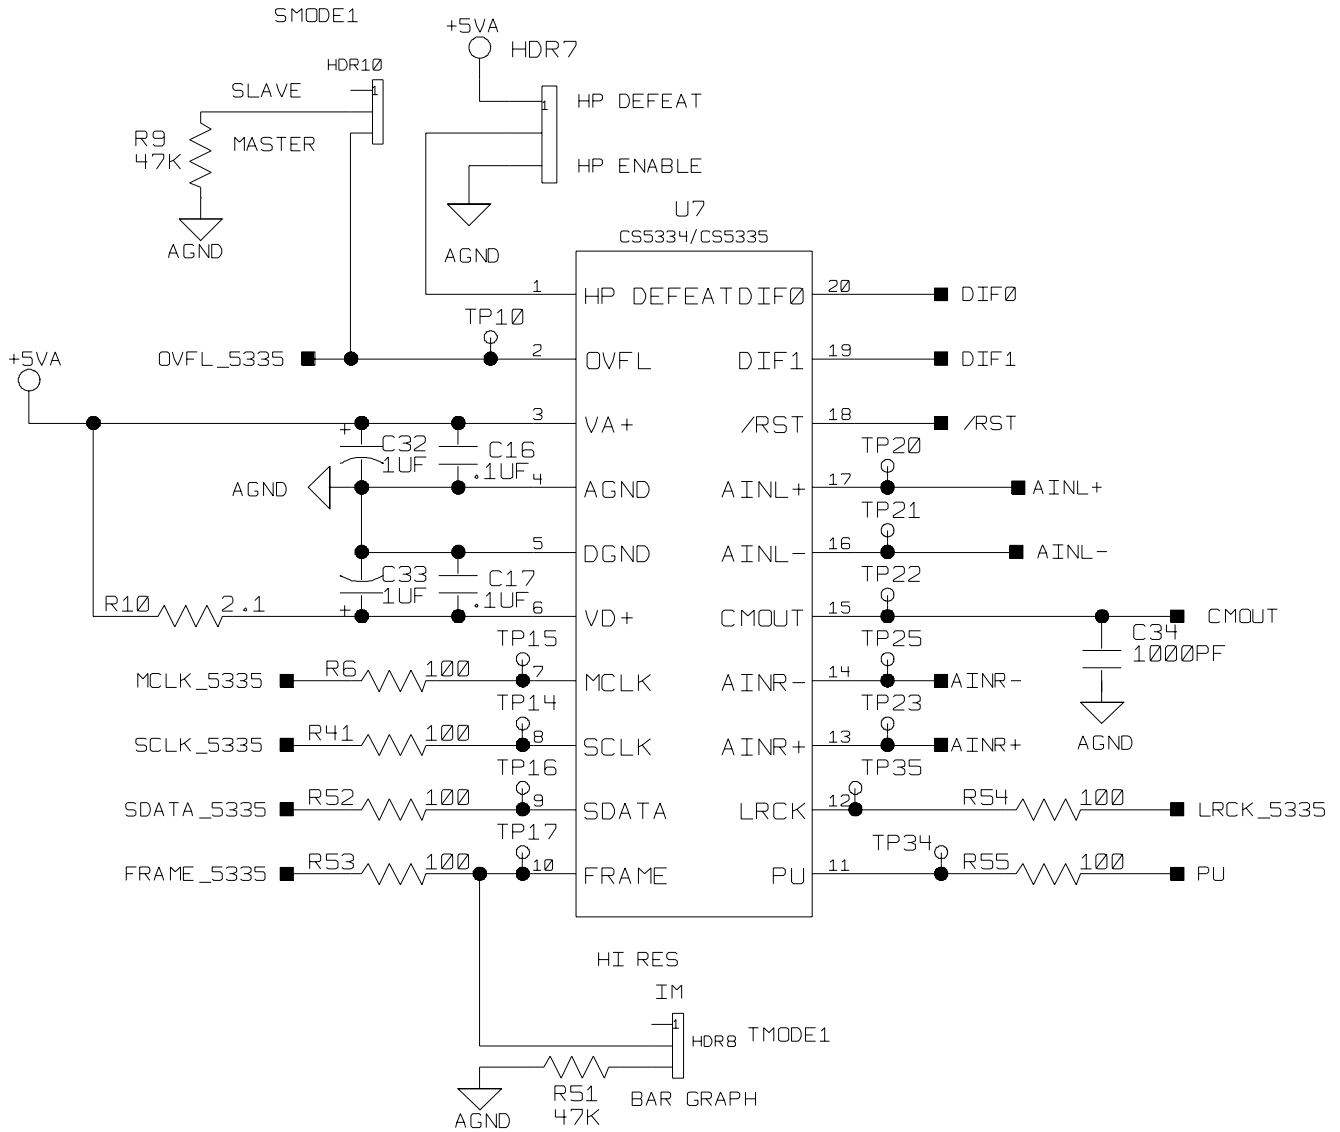 SMODE1
+5VA
HDR7
HDR10
SLAVE
1
1
HP DEFEAT
R9
47K
MASTER
HP ENABLE
AGND
AGND
U7
CS5334/CS5335
1
HP DEFEAT
DIF0
20
DIF0
TP10
+5VA
OVFL_5335
2
OVFL
DIF1
19
DIF1
3
VA+
/RST
18
/RST
+
C32
1UF
C16
.1UF
TP20
AGND
4
AGND
AINL+
17
AINL+
TP21
5
DGND
AINL-
16
AINL-
C33
1UF
C17
.1UF
TP22
R10
2.1
+
6
VD+
CMOUT
15
CMOUT
C34
1000PF
TP15
TP25
MCLK_5335
R6
100
7
MCLK
AINR-
14
AINR-
TP14
TP23
SCLK_5335
R41
100
8
SCLK
AINR+
13
AINR+
AGND
TP16
TP35
SDATA_5335
R52
100
9
SDATA
LRCK
12
R54
100
LRCK_5335
TP17
TP34
FRAME_5335
R53
100
10
FRAME
PU
11
R55
100
PU
HI RES
IM
1
HDR8
TMODE1
R51
47K
BAR GRAPH
AGND